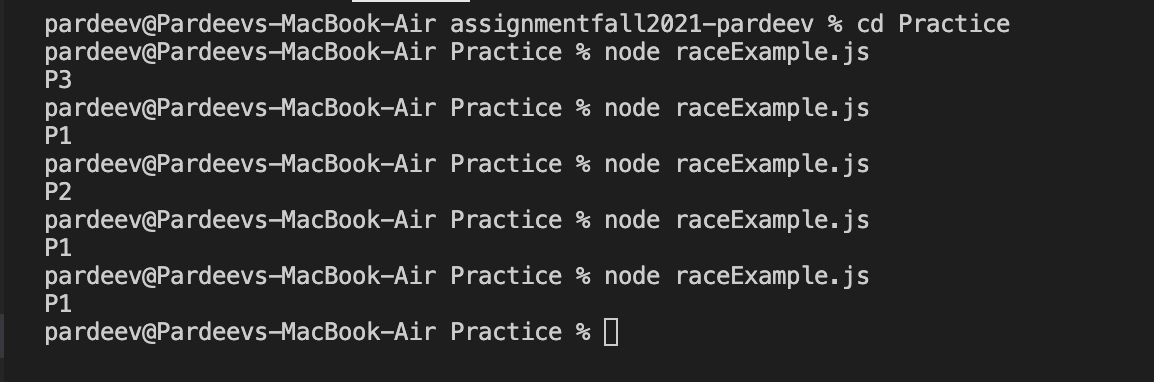 pardeev@Pardeevs-MacBook-Air assignmentfall2021-pardeev % cd Practice
pardeev@Pardeevs-MacBook-Air Practice % node raceExample.js
P3
pardeev@Pardeevs-MacBook-Air Practice % node raceExample.js
P1
pardeev@Pardeevs-MacBook-Air Practice % node raceExample.js
P2
pardeev@Pardeevs-MacBook-Air Practice % node raceExample.js
P1
pardeev@Pardeevs-MacBook-Air Practice % node raceExample.js
P1
pardeev@Pardeevs-MacBook-Air Practice %